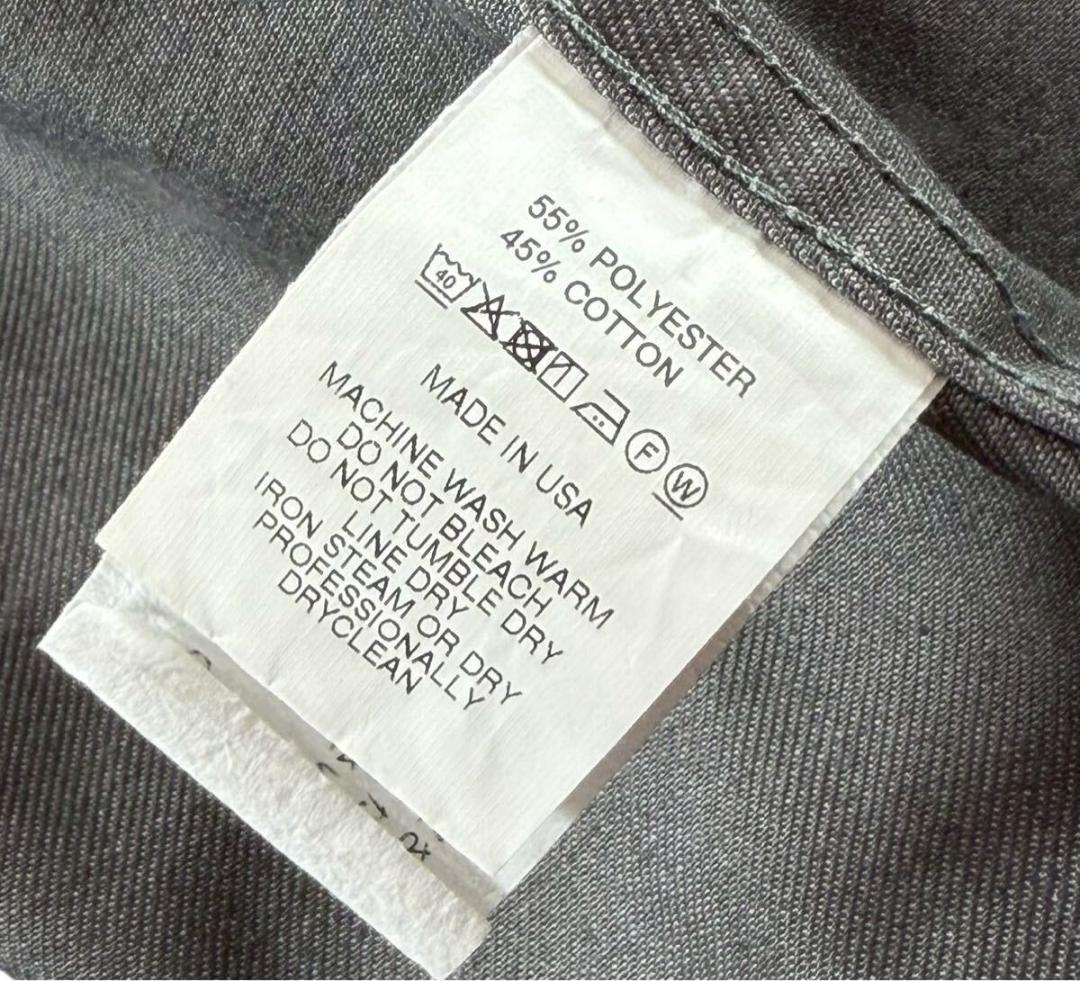 55% POLYESTER
45% COTTON
40 F W
MADE IN USA
MACHINE WASH WARM
DO NOT BLEACH
DO NOT TUMBLE DRY
LINE DRY
IRON STEAM OR DRY
PROFESSIONALLY
DRYCLEAN